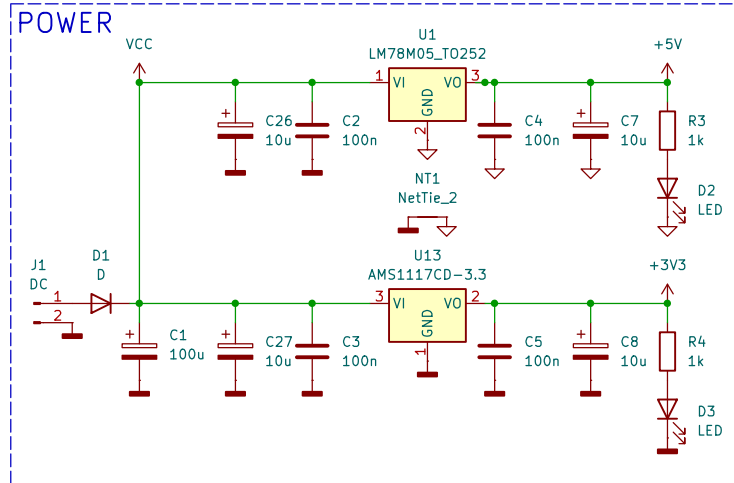 POWER
VCC
U1
LM78M05_TO252
+5V
1 VI VO 3
GND
2
+ C26
10u
C2
100n
C4
100n
+ C7
10u
R3
1k
NT1
NetTie_2
D2
LED
J1
DC
D1
D
U13
AMS1117CD-3.3
+3V3
1
2
3 VI VO 2
GND
1
+ C1
100u
+ C27
10u
C3
100n
C5
100n
+ C8
10u
R4
1k
D3
LED